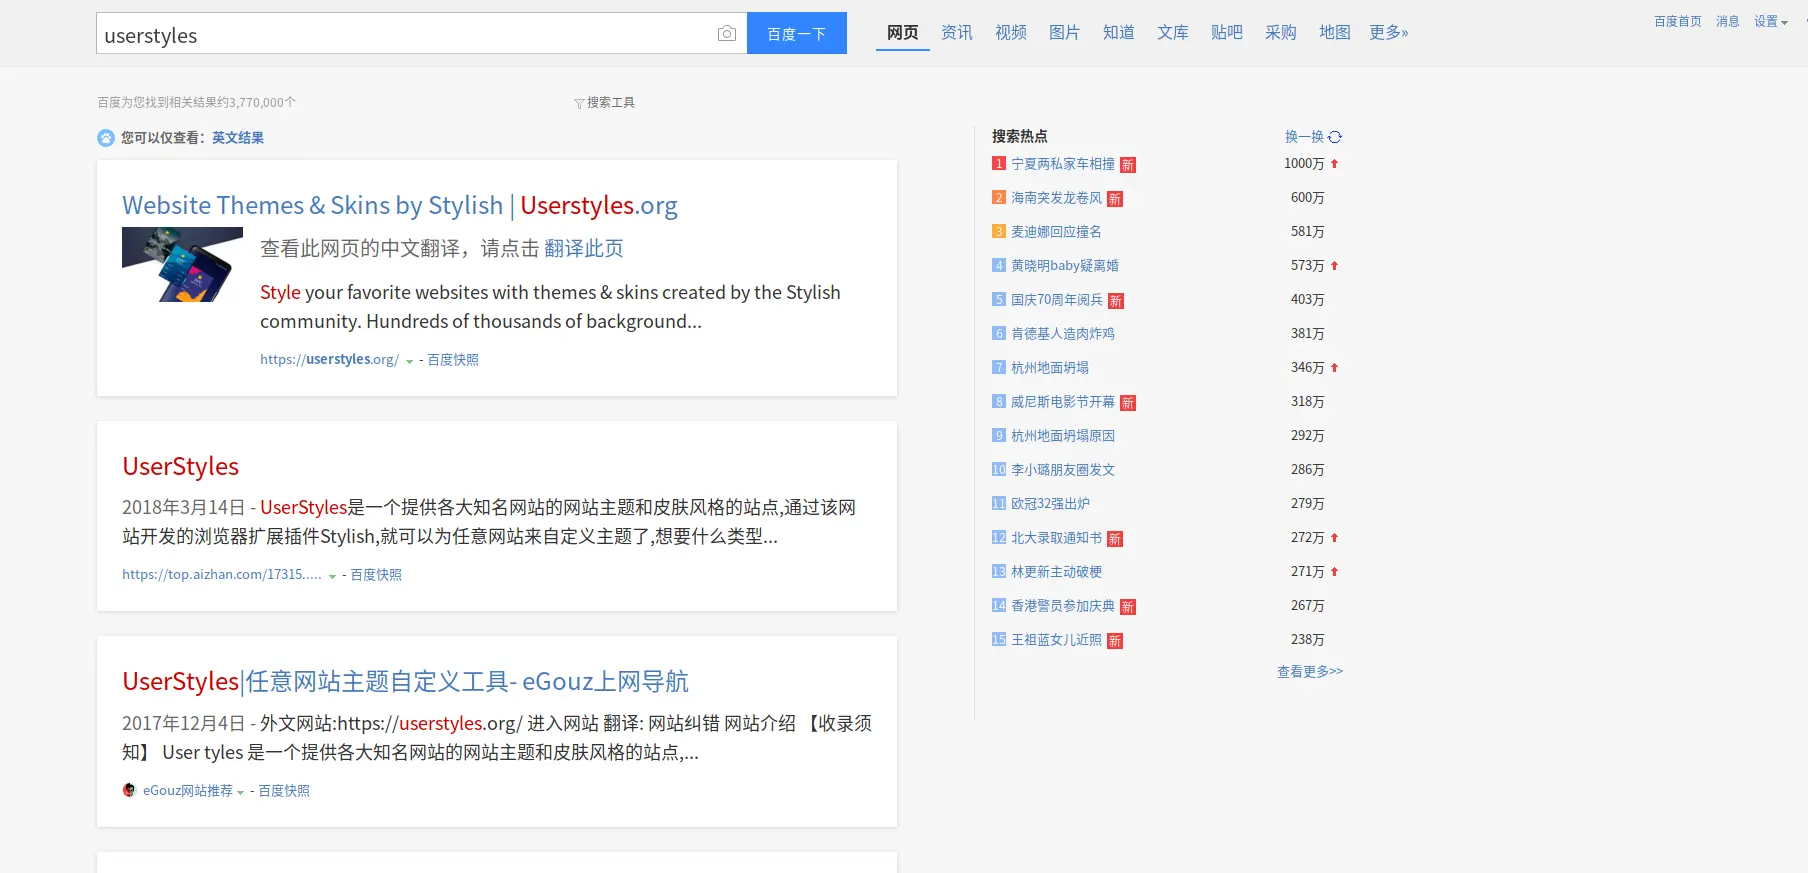 userstyles
百度一下
网页 资讯 视频 图片 知道 文库 贴吧 采购 地图 更多»
百度首页 消息 设置
百度为您找到相关结果约3,770,000个
搜索工具
您可以仅查看：英文结果
Website Themes & Skins by Stylish | Userstyles.org
查看此网页的中文翻译，请点击 翻译此页
Style your favorite websites with themes & skins created by the Stylish
community. Hundreds of thousands of background...
https://userstyles.org/ - 百度快照
UserStyles
2018年3月14日 - UserStyles是一个提供各大知名网站的网站主题和皮肤风格的站点,通过该网
站开发的浏览器扩展插件Stylish,就可以为任意网站来自定义主题了,想要什么类型...
https://top.aizhan.com/17315..... - 百度快照
UserStyles|任意网站主题自定义工具- eGouz上网导航
2017年12月4日 - 外文网站:https://userstyles.org/ 进入网站 翻译: 网站纠错 网站介绍 【收录须
知】 User tyles 是一个提供各大知名网站的网站主题和皮肤风格的站点,...
eGouz网站推荐 - 百度快照
搜索热点 换一换
1 宁夏两私家车相撞 新 1000万
2 海南突发龙卷风 新 600万
3 麦迪娜回应撞名 581万
4 黄晓明baby疑离婚 573万
5 国庆70周年阅兵 新 403万
6 肯德基人造肉炸鸡 381万
7 杭州地面坍塌 346万
8 威尼斯电影节开幕 新 318万
9 杭州地面坍塌原因 292万
10 李小璐朋友圈发文 286万
11 欧冠32强出炉 279万
12 北大录取通知书 新 272万
13 林更新主动破梗 271万
14 香港警员参加庆典 新 267万
15 王祖蓝女儿近照 新 238万
查看更多>>